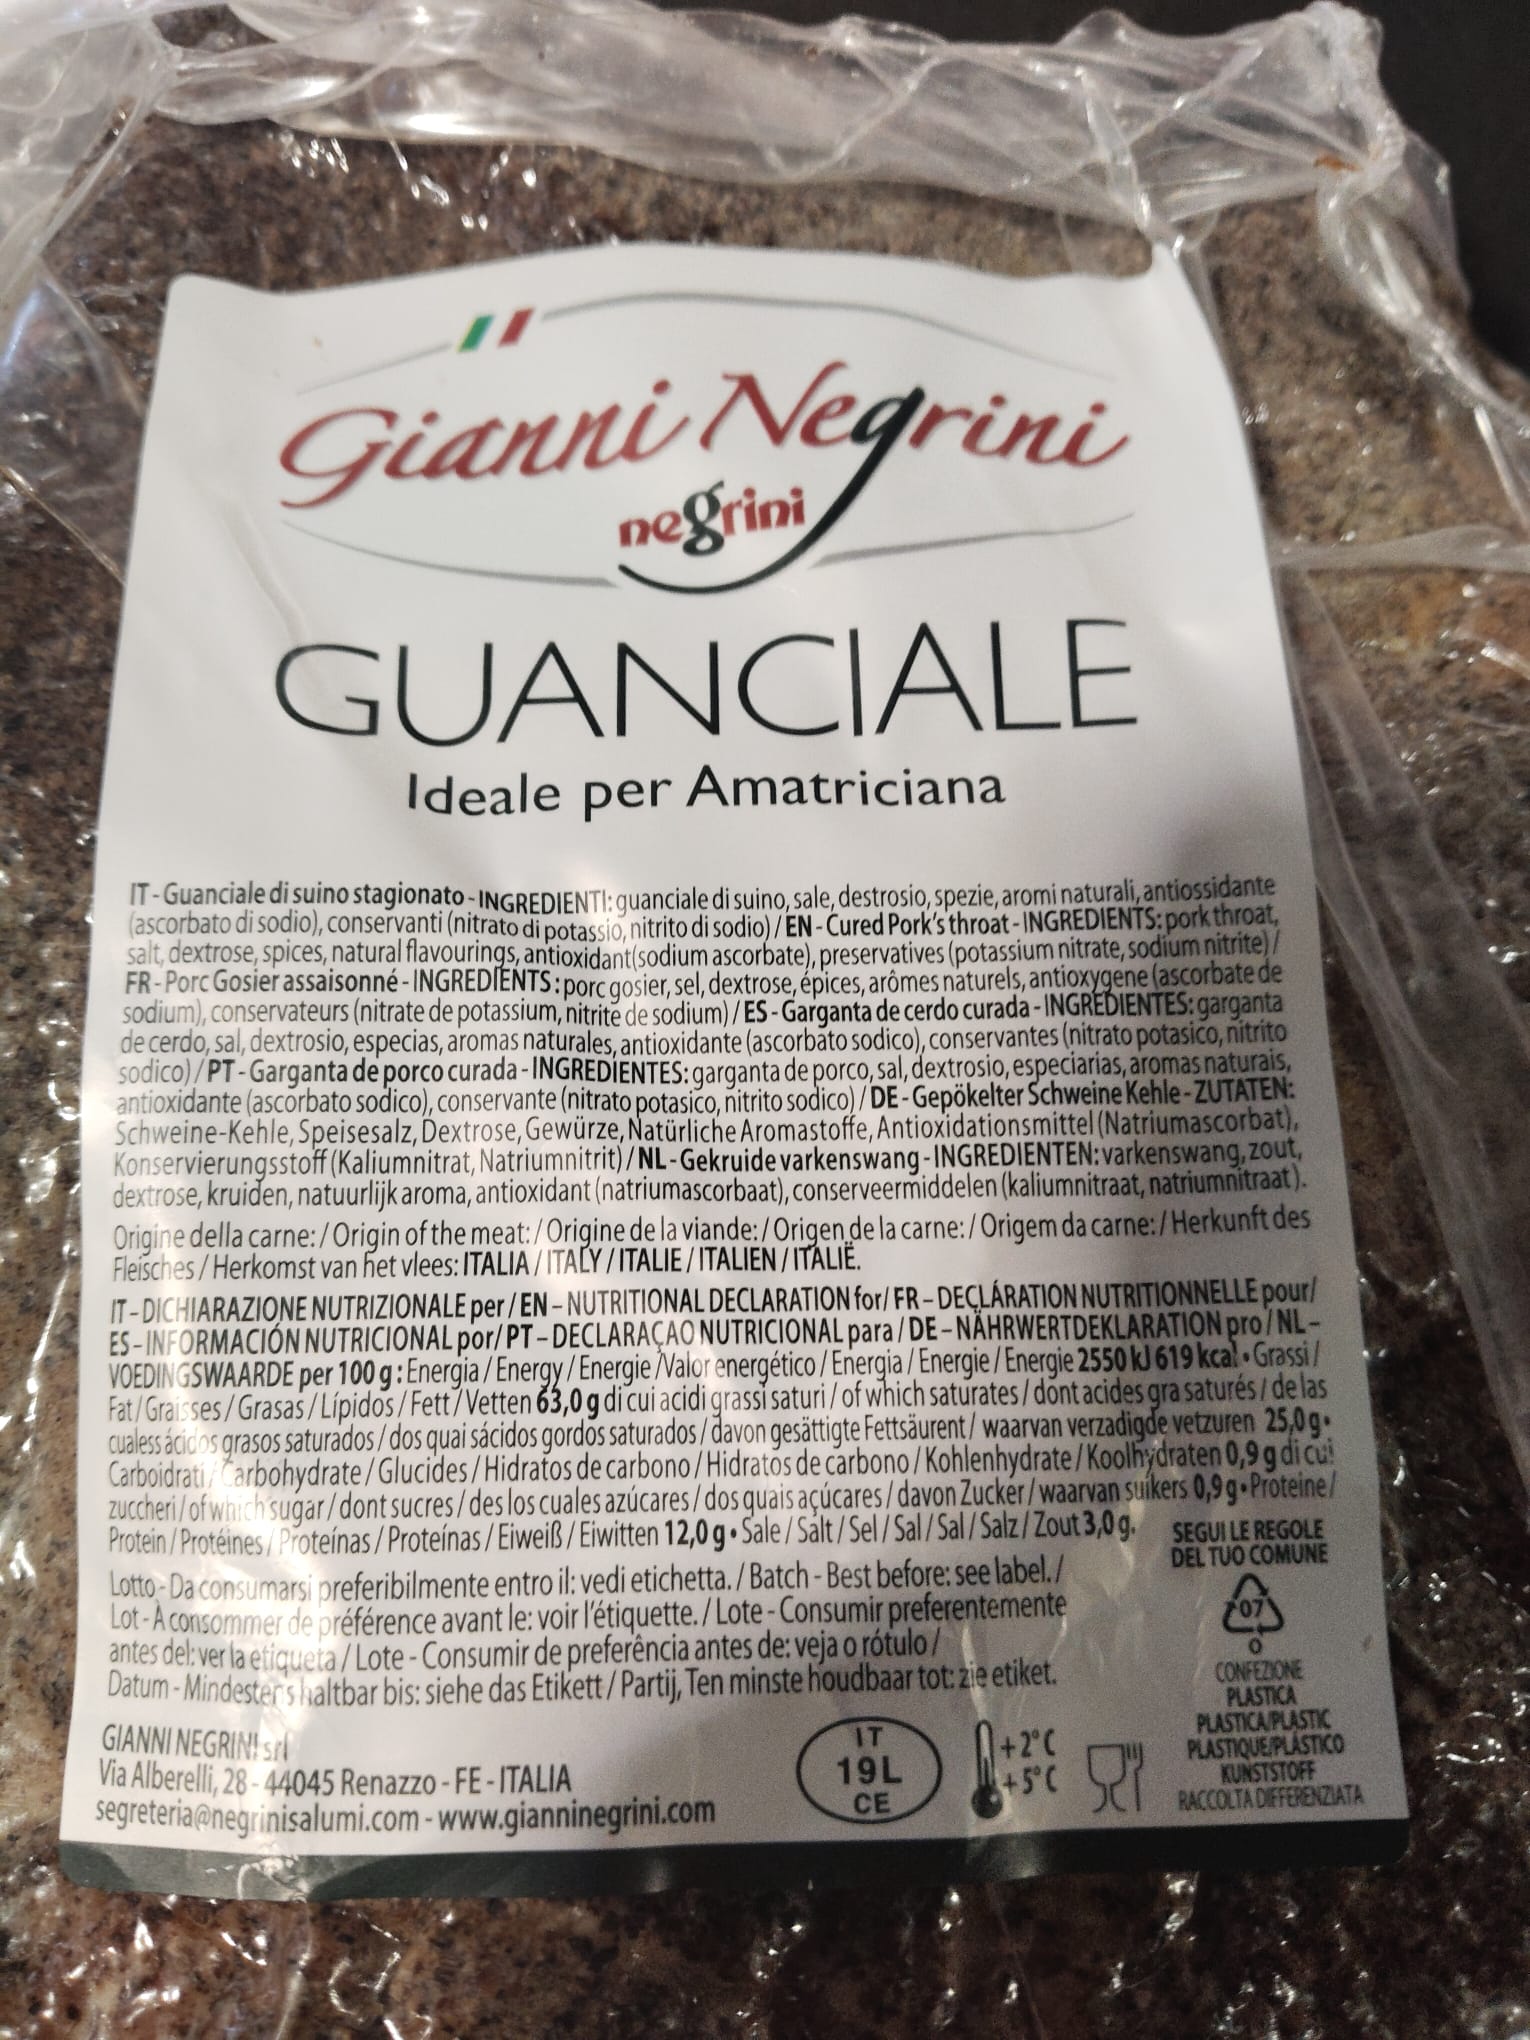 Gianni Negrini
negrini
GUANCIALE
Ideale per Amatriciana
IT - Guanciale di suino stagionato - INGREDIENTI: guanciale di suino, sale, destrosio, spezie, aromi naturali, antiossidante
(ascorbato di sodio), conservanti (nitrato di potassio, nitrito di sodio) / EN - Cured Pork's throat - INGREDIENTS: pork throat,
salt, dextrose, spices, natural flavourings, antioxidant(sodium ascorbate), preservatives (potassium nitrate, sodium nitrite) /
FR - Porc Gosier assaisonné - INGREDIENTS: porc gosier, sel, dextrose, épices, arômes naturels, antioxygene (ascorbate de
sodium), conservateurs (nitrate de potassium, nitrite de sodium) / ES - Garganta de cerdo curada - INGREDIENTES: garganta
de cerdo, sal, dextrosio, especias, aromas naturales, antioxidante (ascorbato sodico), conservantes (nitrato potasico, nitrito
sodico) / PT - Garganta de porco curada - INGREDIENTES: garganta de porco, sal, dextrosio, especiarias, aromas naturais,
antioxidante (ascorbato sodico), conservante (nitrato potasico, nitrito sodico) / DE - Gepökelter Schweine Kehle - ZUTATEN:
Schweine-Kehle, Speisesalz, Dextrose, Gewürze, Natürliche Aromastoffe, Antioxidationsmittel (Natriumascorbat),
Konservierungsstoff (Kaliumnitrat, Natriumnitrit) / NL - Gekruide varkenswang - INGREDIENTEN: varkenswang, zout,
dextrose, kruiden, natuurlijk aroma, antioxidant (natriumascorbaat), conserveermiddelen (kaliumnitraat, natriumnitraat).
Origine della carne: / Origin of the meat: / Origine de la viande: / Origen de la carne: / Origem da carne: / Herkunft des
Fleisches / Herkomst van het vlees: ITALIA / ITALY / ITALIE / ITALIEN / ITALIË.
IT - DICHIARAZIONE NUTRIZIONALE per / EN - NUTRITIONAL DECLARATION for/ FR - DEÇLÁRATION NUTRITIONNELLE pour/
ES - INFORMACIÓN NUTRICIONAL por/ PT - DECLARAÇAO NUTRICIONAL para / DE - NÄHRWERTDEKLARATION pro / NL -
VOEDINGSWAARDE per 100 g: Energia / Energy / Energie /Valor energético / Energia / Energie / Energie 2550 kJ 619 kcal • Grassi /
Fat / Graisses / Grasas / Lípidos / Fett / Vetten 63,0 g di cui acidi grassi saturi / of which saturates / dont acides gra saturés / de las
cualess ácidos grasos saturados / dos quai sácidos gordos saturados / davon gesättigte Fettsäurent / waarvan verzadigde vetzuren 25,0 g •
Carboidrati / Carbohydrate / Glucides / Hidratos de carbono / Hidratos de carbono / Kohlenhydrate / Koolhydraten 0,9 g di cui
zuccheri / of which sugar / dont sucres / des los cuales azúcares / dos quais açúcares / davon Zucker / waarvan suikers 0,9 g • Proteine /
Protein / Protéines / Proteínas / Proteínas / Eiweiß / Eiwitten 12,0 g • Sale / Salt / Sel / Sal / Sal / Salz / Zout 3,0 g.
Lotto - Da consumarsi preferibilmente entro il: vedi etichetta. / Batch - Best before: see label. /
Lot - A consommer de préférence avant le: voir l'étiquette. / Lote - Consumir preferentemente
antes del: ver la etiqueta / Lote - Consumir de preferência antes de: veja o rótulo /
Datum - Mindestens haltbar bis: siehe das Etikett / Partij, Ten minste houdbaar tot: zie etiket.
SEGUI LE REGOLE
DEL TUO COMUNE
07
O
CONFEZIONE
PLASTICA
PLASTICA/PLASTIC
PLASTIQUE/PLÁSTICO
KUNSTSTOFF
RACCOLTA DIFFERENZIATA
GIANNI NEGRINI srl
Via Alberelli, 28 - 44045 Renazzo - FE - ITALIA
segreteria@negrinisalumi.com - www.gianninegrini.com
IT
19L
CE
+2°C
+5°C